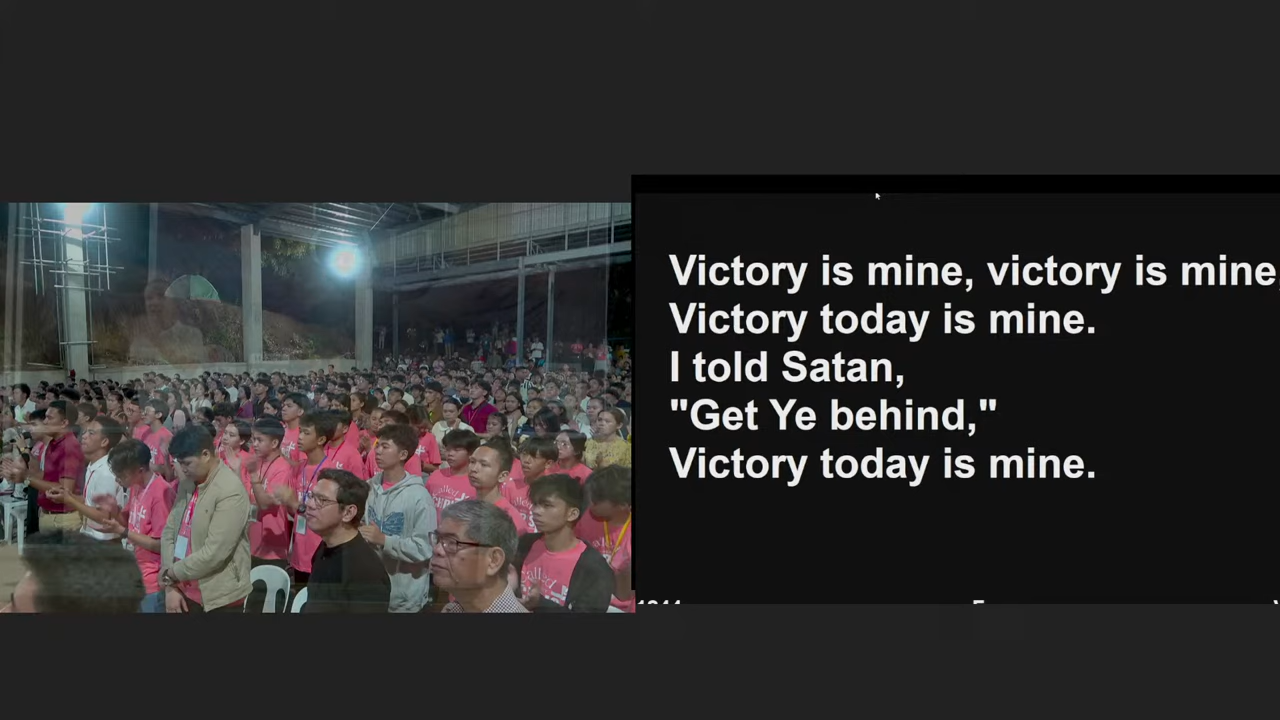 Victory is mine, victory is mine
Victory today is mine.
I told Satan,
"Get Ye behind,"
Victory today is mine.
called